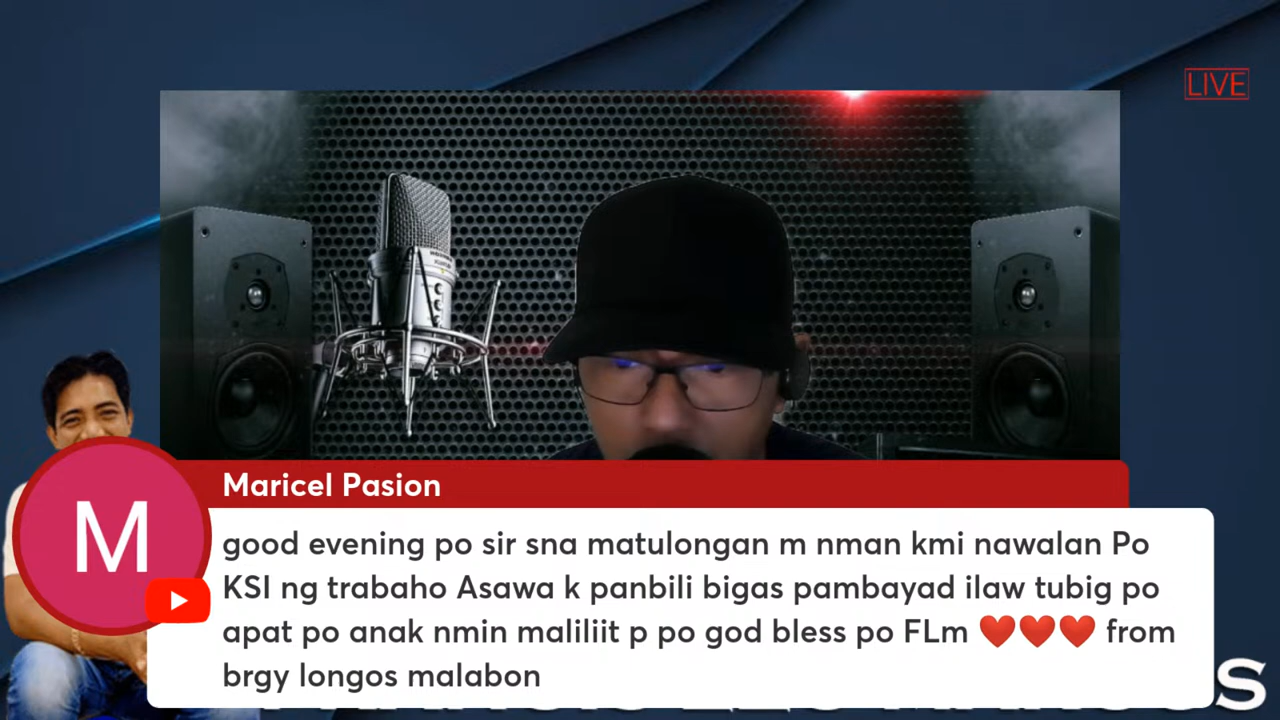 LIVE
Maricel Pasion
M
good evening po sir sna matulongan m nman kmi nawalan Po
KSI ng trabaho Asawa k panbili bigas pambayad ilaw tubig po
apat po anak nmin maliliit p po god bless po FLm ❤️❤️❤️ from
brgy longos malabon